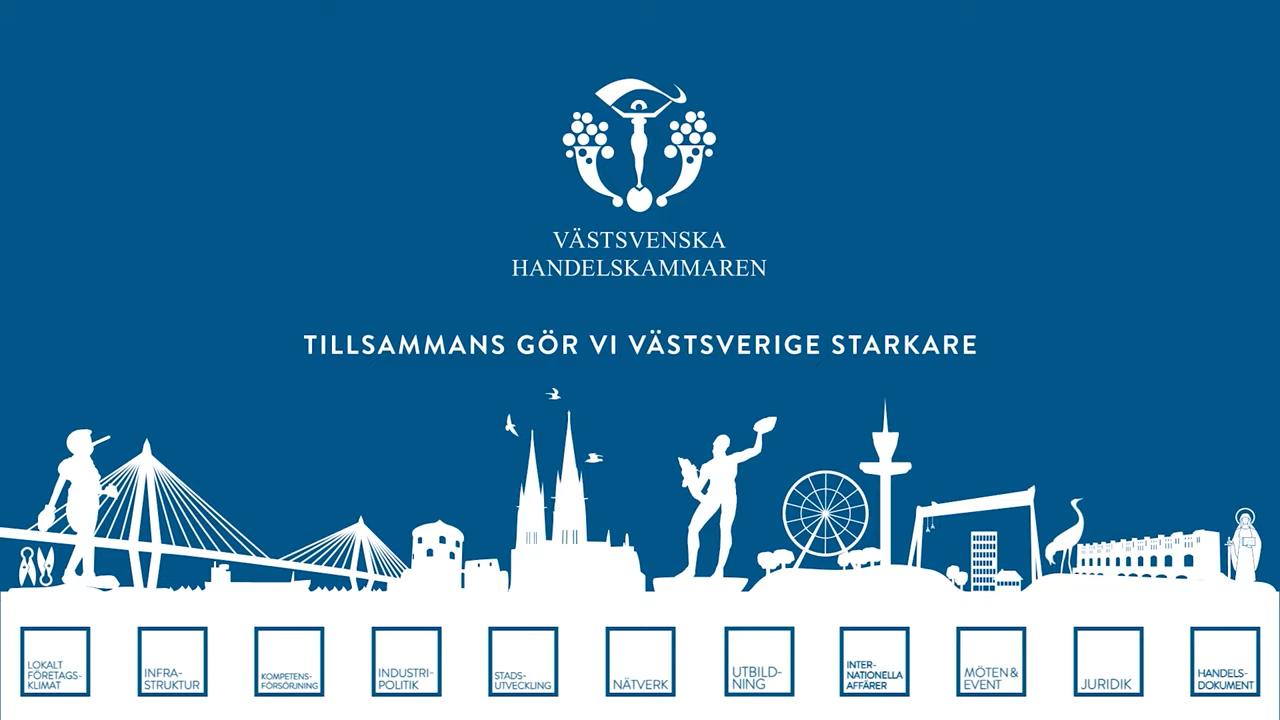 VÄSTSVENSKA
HANDELSKAMMAREN
TILLSAMMANS GÖR VI VÄSTSVERIGE STARKARE
LOKALT
FÖRETAGS-
KLIMAT
INFRA-
STRUKTUR
KOMPETENS-
FÖRSÖRJNING
INDUSTRI-
POLITIK
STADS-
UTVECKLING
NÄTVERK
UTBILD-
NING
INTER-
NATIONELLA
AFFÄRER
MÖTEN &
EVENT
JURIDIK
HANDELS-
DOKUMENT